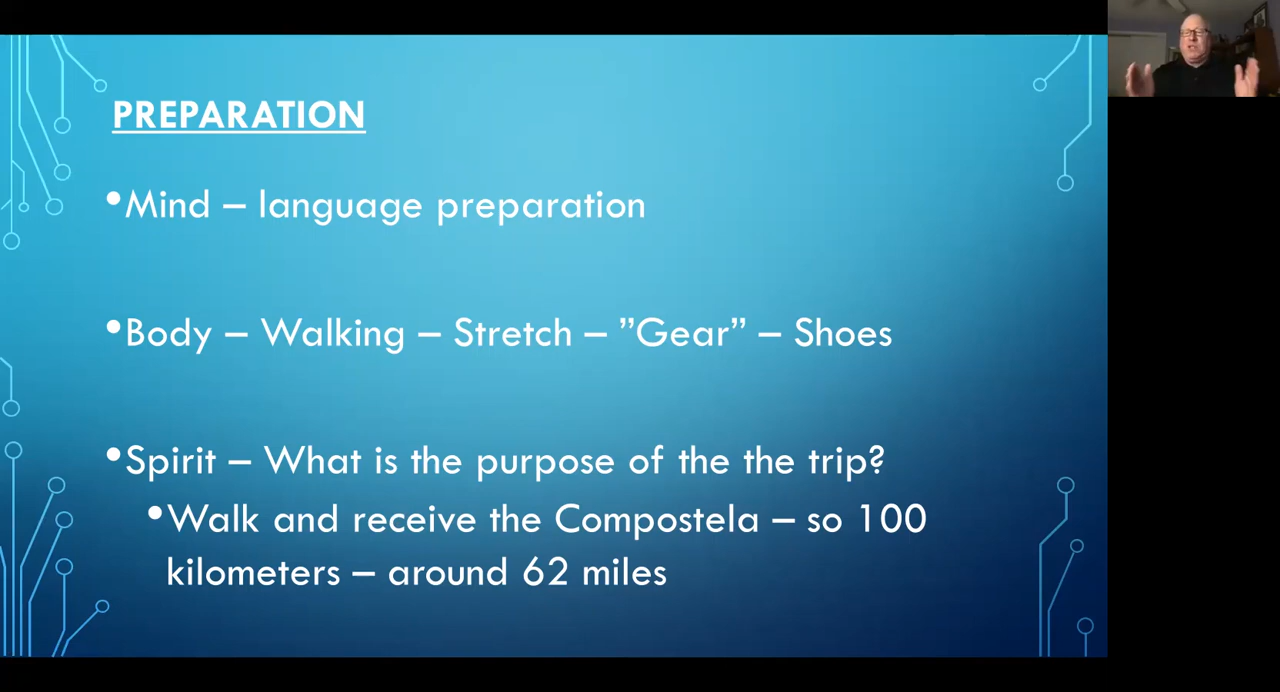 PREPARATION
•Mind – language preparation
•Body – Walking – Stretch – ”Gear” – Shoes
•Spirit – What is the purpose of the the trip?
•Walk and receive the Compostela – so 100
kilometers – around 62 miles